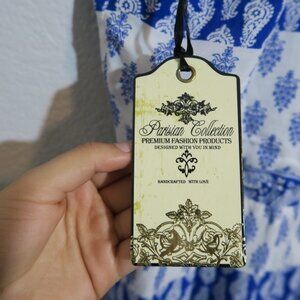 Parisian Collection
PREMIUM FASHION PRODUCTS
DESIGNED WITH YOU IN MIND
HANDCRAFTED WITH LOVE